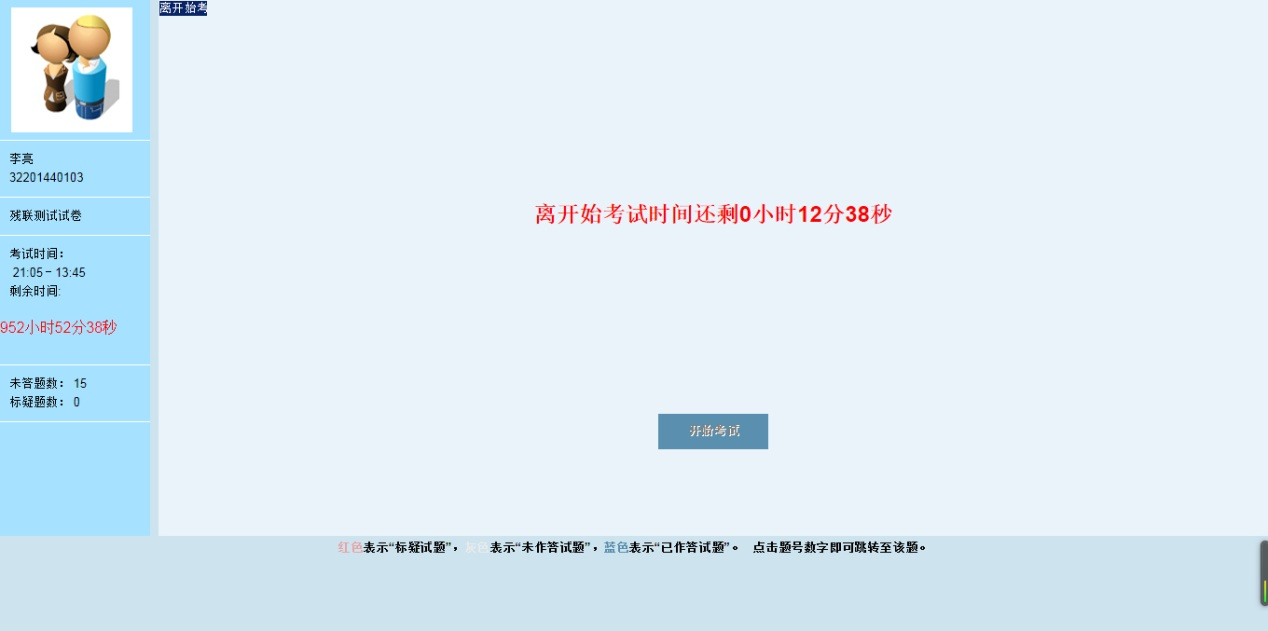 离开始考
李亮
32201440103
残联测试试卷
考试时间：
21:05 - 13:45
剩余时间:
952小时52分38秒
未答题数： 15
标疑题数： 0
离开始考试时间还剩0小时12分38秒
开始考试
红色表示“标疑试题”，灰色表示“未作答试题”，蓝色表示“已作答试题”。 点击题号数字即可跳转至该题。